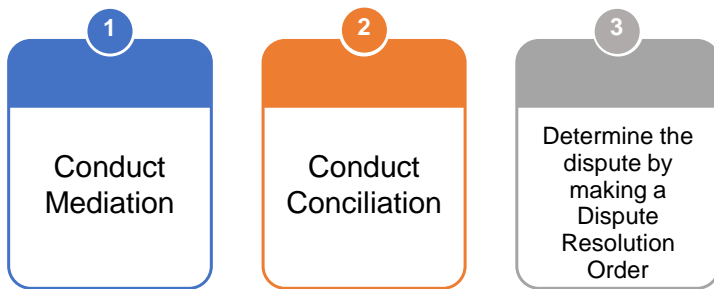 1
Conduct
Mediation
2
Conduct
Conciliation
3
Determine the
dispute by
making a
Dispute
Resolution
Order